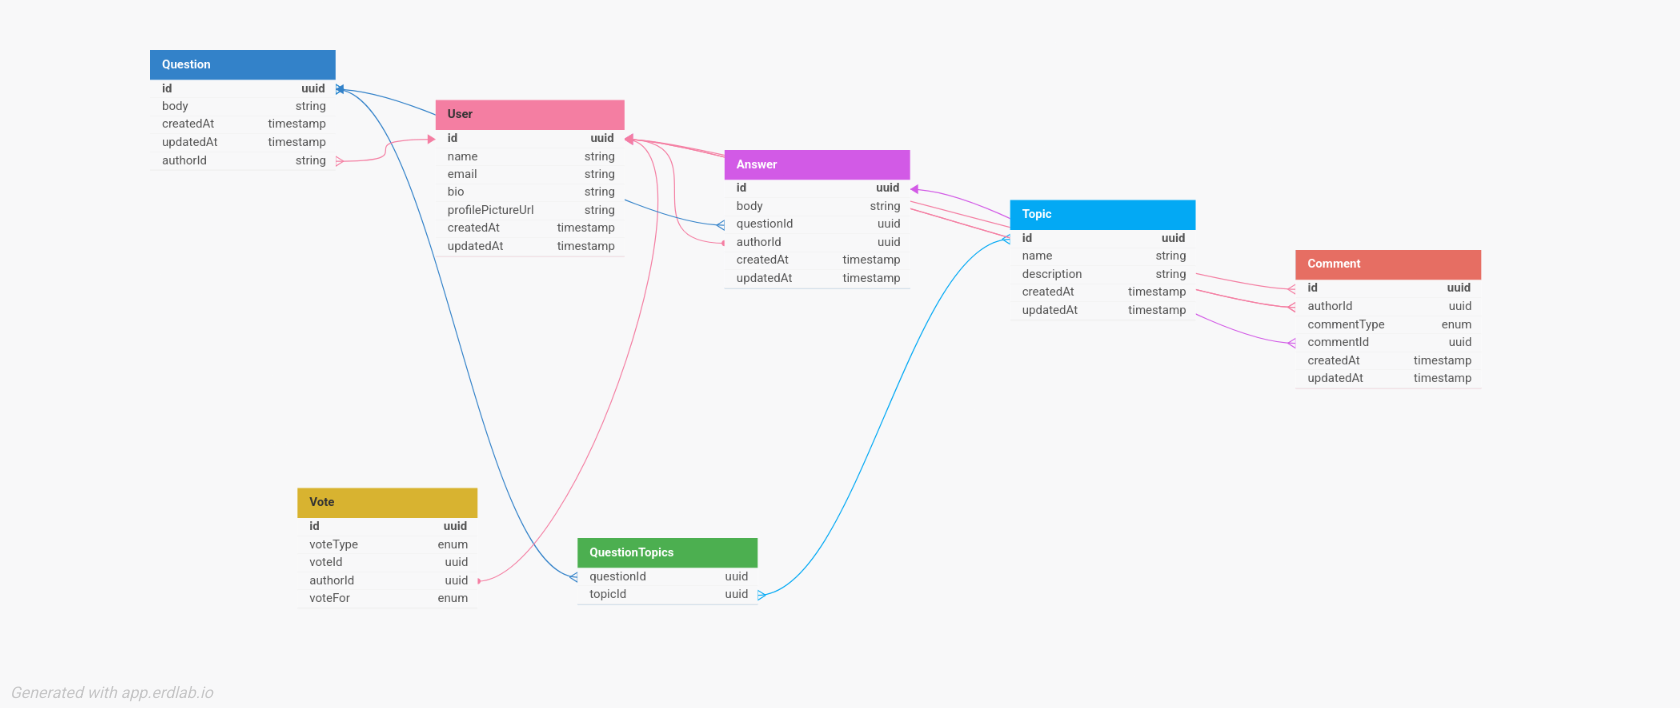 Question
id uuid
body string
createdAt timestamp
updatedAt timestamp
authorId string
User
id uuid
name string
email string
bio string
profilePictureUrl string
createdAt timestamp
updatedAt timestamp
Answer
id uuid
body string
questionId uuid
authorId uuid
createdAt timestamp
updatedAt timestamp
Topic
id uuid
name string
description string
createdAt timestamp
updatedAt timestamp
Comment
id uuid
authorId uuid
commentType enum
commentId uuid
createdAt timestamp
updatedAt timestamp
Vote
id uuid
voteType enum
voteId uuid
authorId uuid
voteFor enum
QuestionTopics
questionId uuid
topicId uuid
Generated with app.erdlab.io